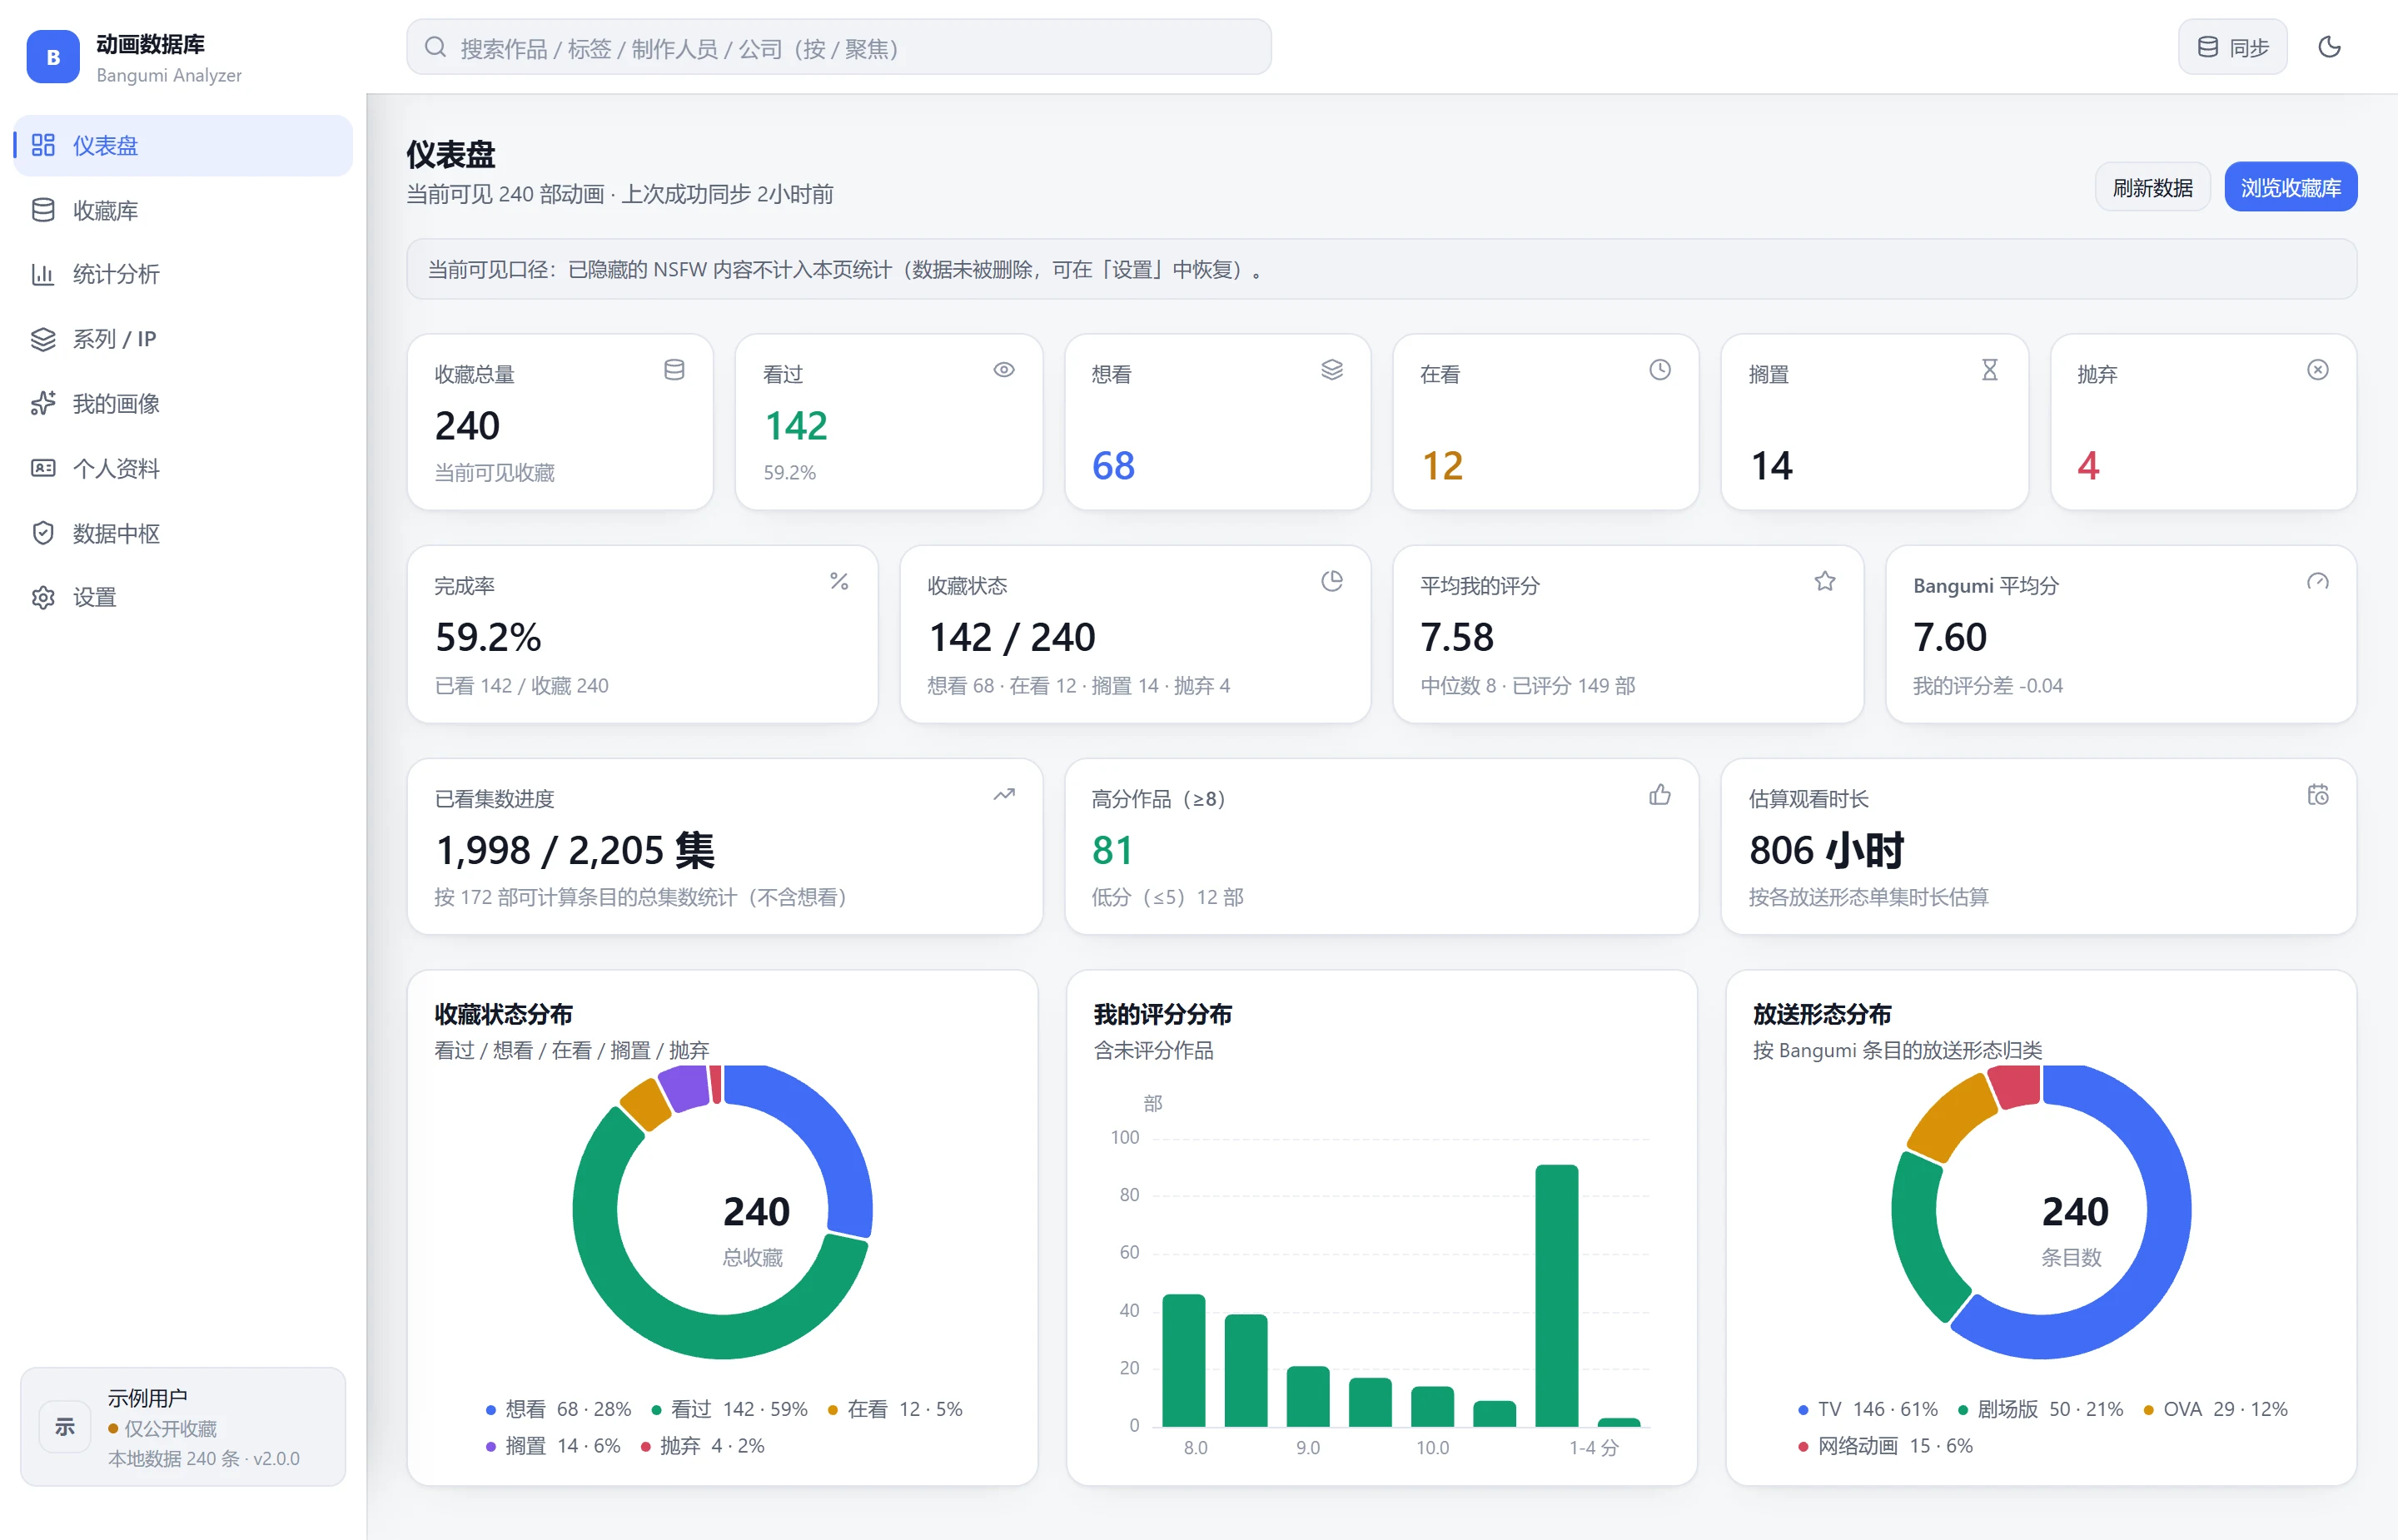 B
动画数据库
Bangumi Analyzer
搜索作品 / 标签 / 制作人员 / 公司（按 / 聚焦）
同步
仪表盘
收藏库
统计分析
系列 / IP
我的画像
个人资料
数据中枢
设置
示
示例用户
仅公开收藏
本地数据 240 条 · v2.0.0
仪表盘
当前可见 240 部动画 · 上次成功同步 2小时前
刷新数据
浏览收藏库
当前可见口径：已隐藏的 NSFW 内容不计入本页统计（数据未被删除，可在「设置」中恢复）。
收藏总量
240
当前可见收藏
看过
142
59.2%
想看
68
在看
12
搁置
14
抛弃
4
完成率
59.2%
已看 142 / 收藏 240
收藏状态
142 / 240
想看 68 · 在看 12 · 搁置 14 · 抛弃 4
平均我的评分
7.58
中位数 8 · 已评分 149 部
Bangumi 平均分
7.60
我的评分差 -0.04
已看集数进度
1,998 / 2,205 集
按 172 部可计算条目的总集数统计（不含想看）
高分作品（≥8）
81
低分（≤5）12 部
估算观看时长
806 小时
按各放送形态单集时长估算
收藏状态分布
看过 / 想看 / 在看 / 搁置 / 抛弃
240
总收藏
想看 68 · 28%
看过 142 · 59%
在看 12 · 5%
搁置 14 · 6%
抛弃 4 · 2%
我的评分分布
含未评分作品
部
100
80
60
40
20
0
8.0
9.0
10.0
1-4 分
放送形态分布
按 Bangumi 条目的放送形态归类
240
条目数
TV 146 · 61%
剧场版 50 · 21%
OVA 29 · 12%
网络动画 15 · 6%